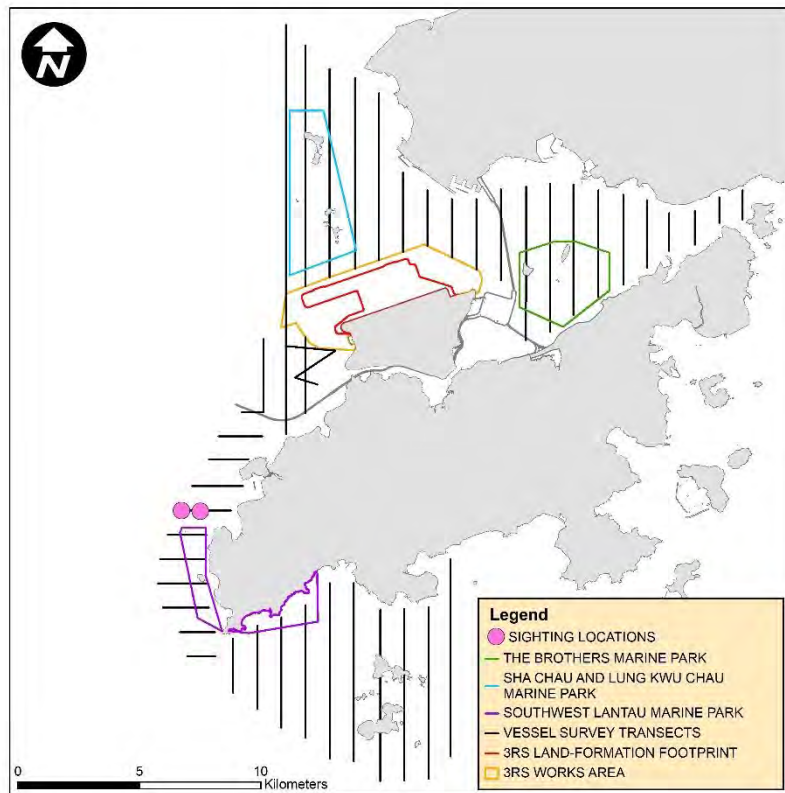 N
Legend
SIGHTING LOCATIONS
THE BROTHERS MARINE PARK
SHA CHAU AND LUNG KWU CHAU
MARINE PARK
SOUTHWEST LANTAU MARINE PARK
VESSEL SURVEY TRANSECTS
3RS LAND-FORMATION FOOTPRINT
3RS WORKS AREA
0 5 10
Kilometers